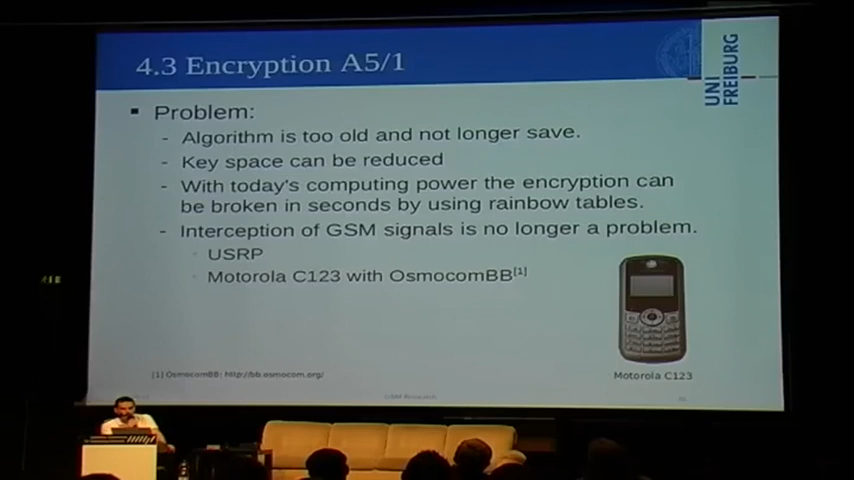 4.3 Encryption A5/1
UNI
FREIBURG
Problem:
- Algorithm is too old and not longer save.
- Key space can be reduced
- With today's computing power the encryption can
be broken in seconds by using rainbow tables.
- Interception of GSM signals is no longer a problem.
USRP
Motorola C123 with OsmocomBB[1]
[1] OsmocomBB: http://bb.osmocom.org/
Motorola C123
GSM Research